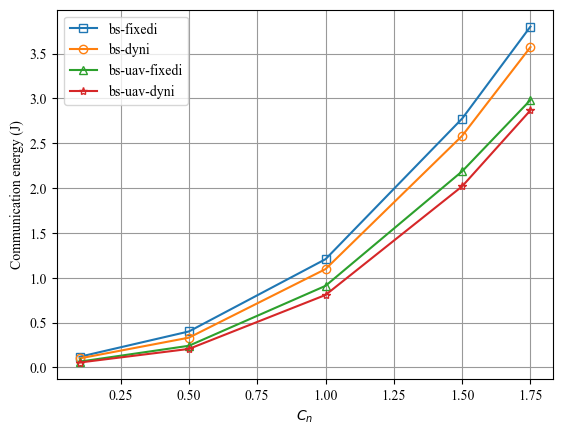 bs-fixedi
bs-dyni
bs-uav-fixedi
bs-uav-dyni
Communication energy (J)
3.5
3.0
2.5
2.0
1.5
1.0
0.5
0.0
0.25 0.50 0.75 1.00 1.25 1.50 1.75
C_n